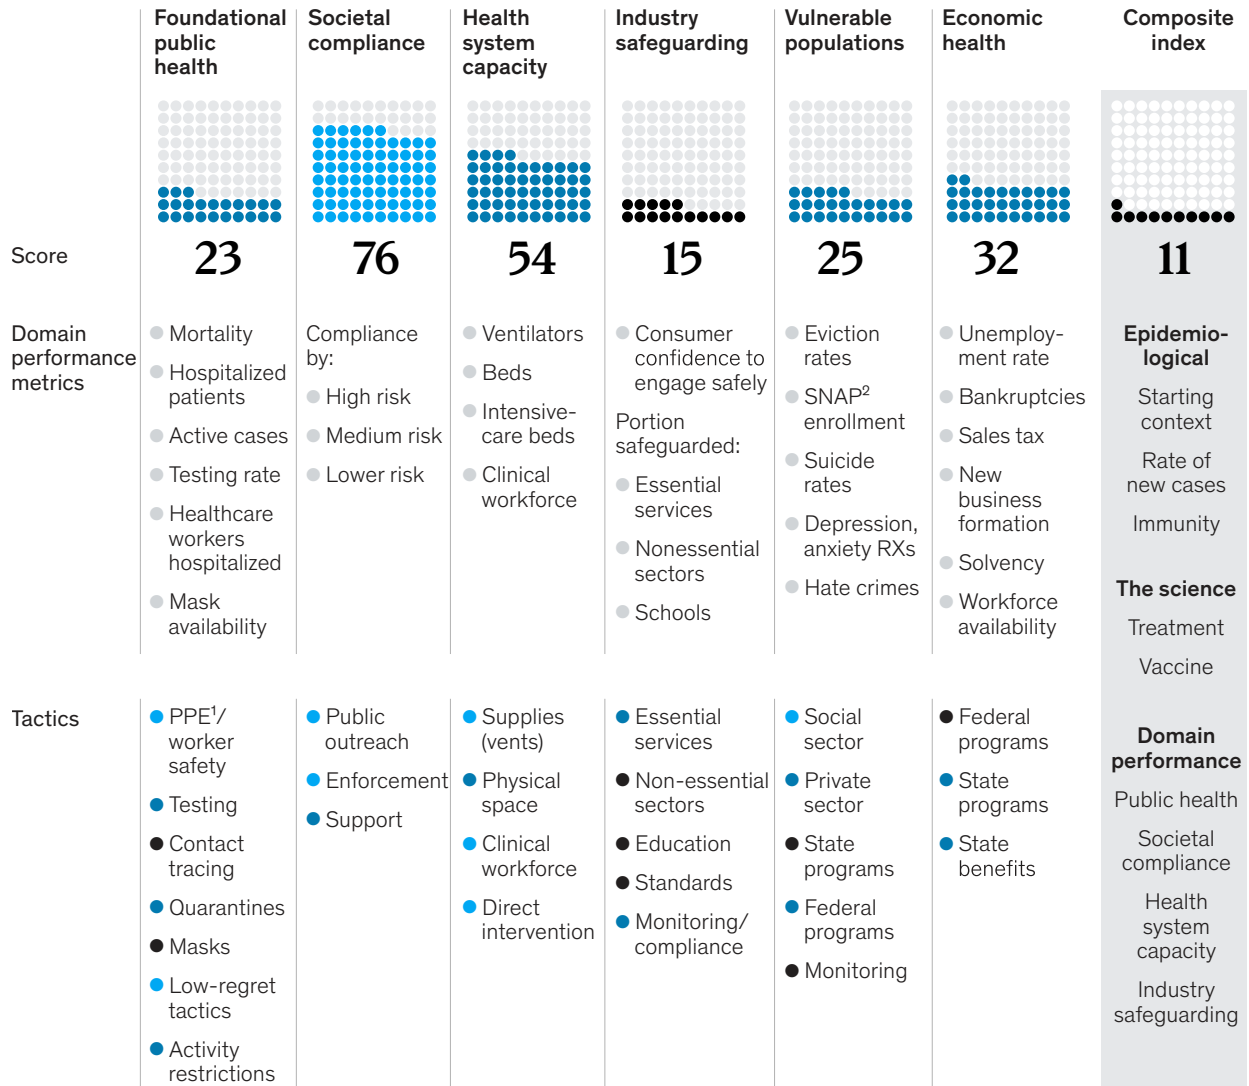 Foundational
public
health
Societal
compliance
Health
system
capacity
Industry
safeguarding
Vulnerable
populations
Economic
health
Composite
index
Score
23
76
54
15
25
32
11
Domain
performance
metrics
Mortality
Hospitalized
patients
Active cases
Testing rate
Healthcare
workers
hospitalized
Mask
availability
Compliance
by:
High risk
Medium risk
Lower risk
Ventilators
Beds
Intensive-
care beds
Clinical
workforce
Consumer
confidence to
engage safely
Portion
safeguarded:
Essential
services
Nonessential
sectors
Schools
Eviction
rates
SNAP²
enrollment
Suicide
rates
Depression,
anxiety RXs
Hate crimes
Unemploy-
ment rate
Bankruptcies
Sales tax
New
business
formation
Solvency
Workforce
availability
Epidemio-
logical
Starting
context
Rate of
new cases
Immunity
The science
Treatment
Vaccine
Domain
performance
Public health
Societal
compliance
Health
system
capacity
Industry
safeguarding
Tactics
PPE¹/
worker
safety
Testing
Contact
tracing
Quarantines
Masks
Low-regret
tactics
Activity
restrictions
Public
outreach
Enforcement
Support
Supplies
(vents)
Physical
space
Clinical
workforce
Direct
intervention
Essential
services
Non-essential
sectors
Education
Standards
Monitoring/
compliance
Social
sector
Private
sector
State
programs
Federal
programs
Monitoring
Federal
programs
State
programs
State
benefits